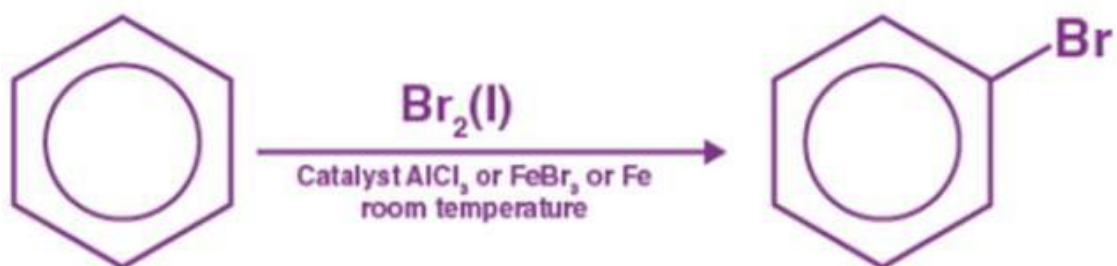 Br
Br₂(l)
Catalyst AlCl₃ or FeBr₃ or Fe
room temperature